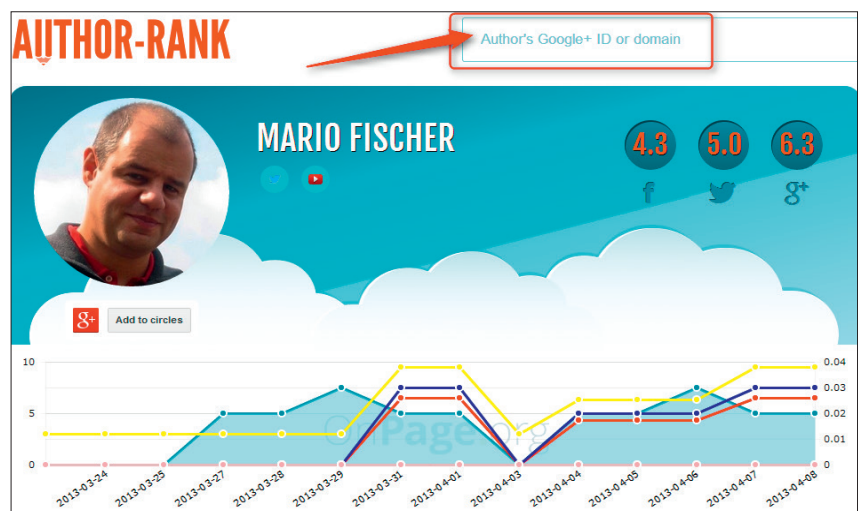 AUTHOR-RANK
Author's Google+ ID or domain
MARIO FISCHER
4.3 5.0 6.3
f g+
g+ Add to circles
10 0.04
0.03
5 0.02
OnPage.org
0.01
0 0
2013-03-24 2013-03-25 2013-03-27 2013-03-28 2013-03-29 2013-03-31 2013-04-01 2013-04-03 2013-04-04 2013-04-05 2013-04-06 2013-04-07 2013-04-08